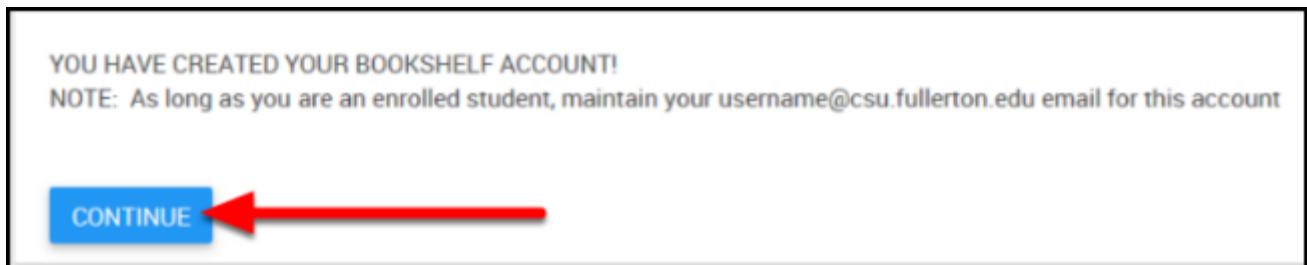 YOU HAVE CREATED YOUR BOOKSHELF ACCOUNT!
NOTE:  As long as you are an enrolled student, maintain your username@csu.fullerton.edu email for this account
CONTINUE